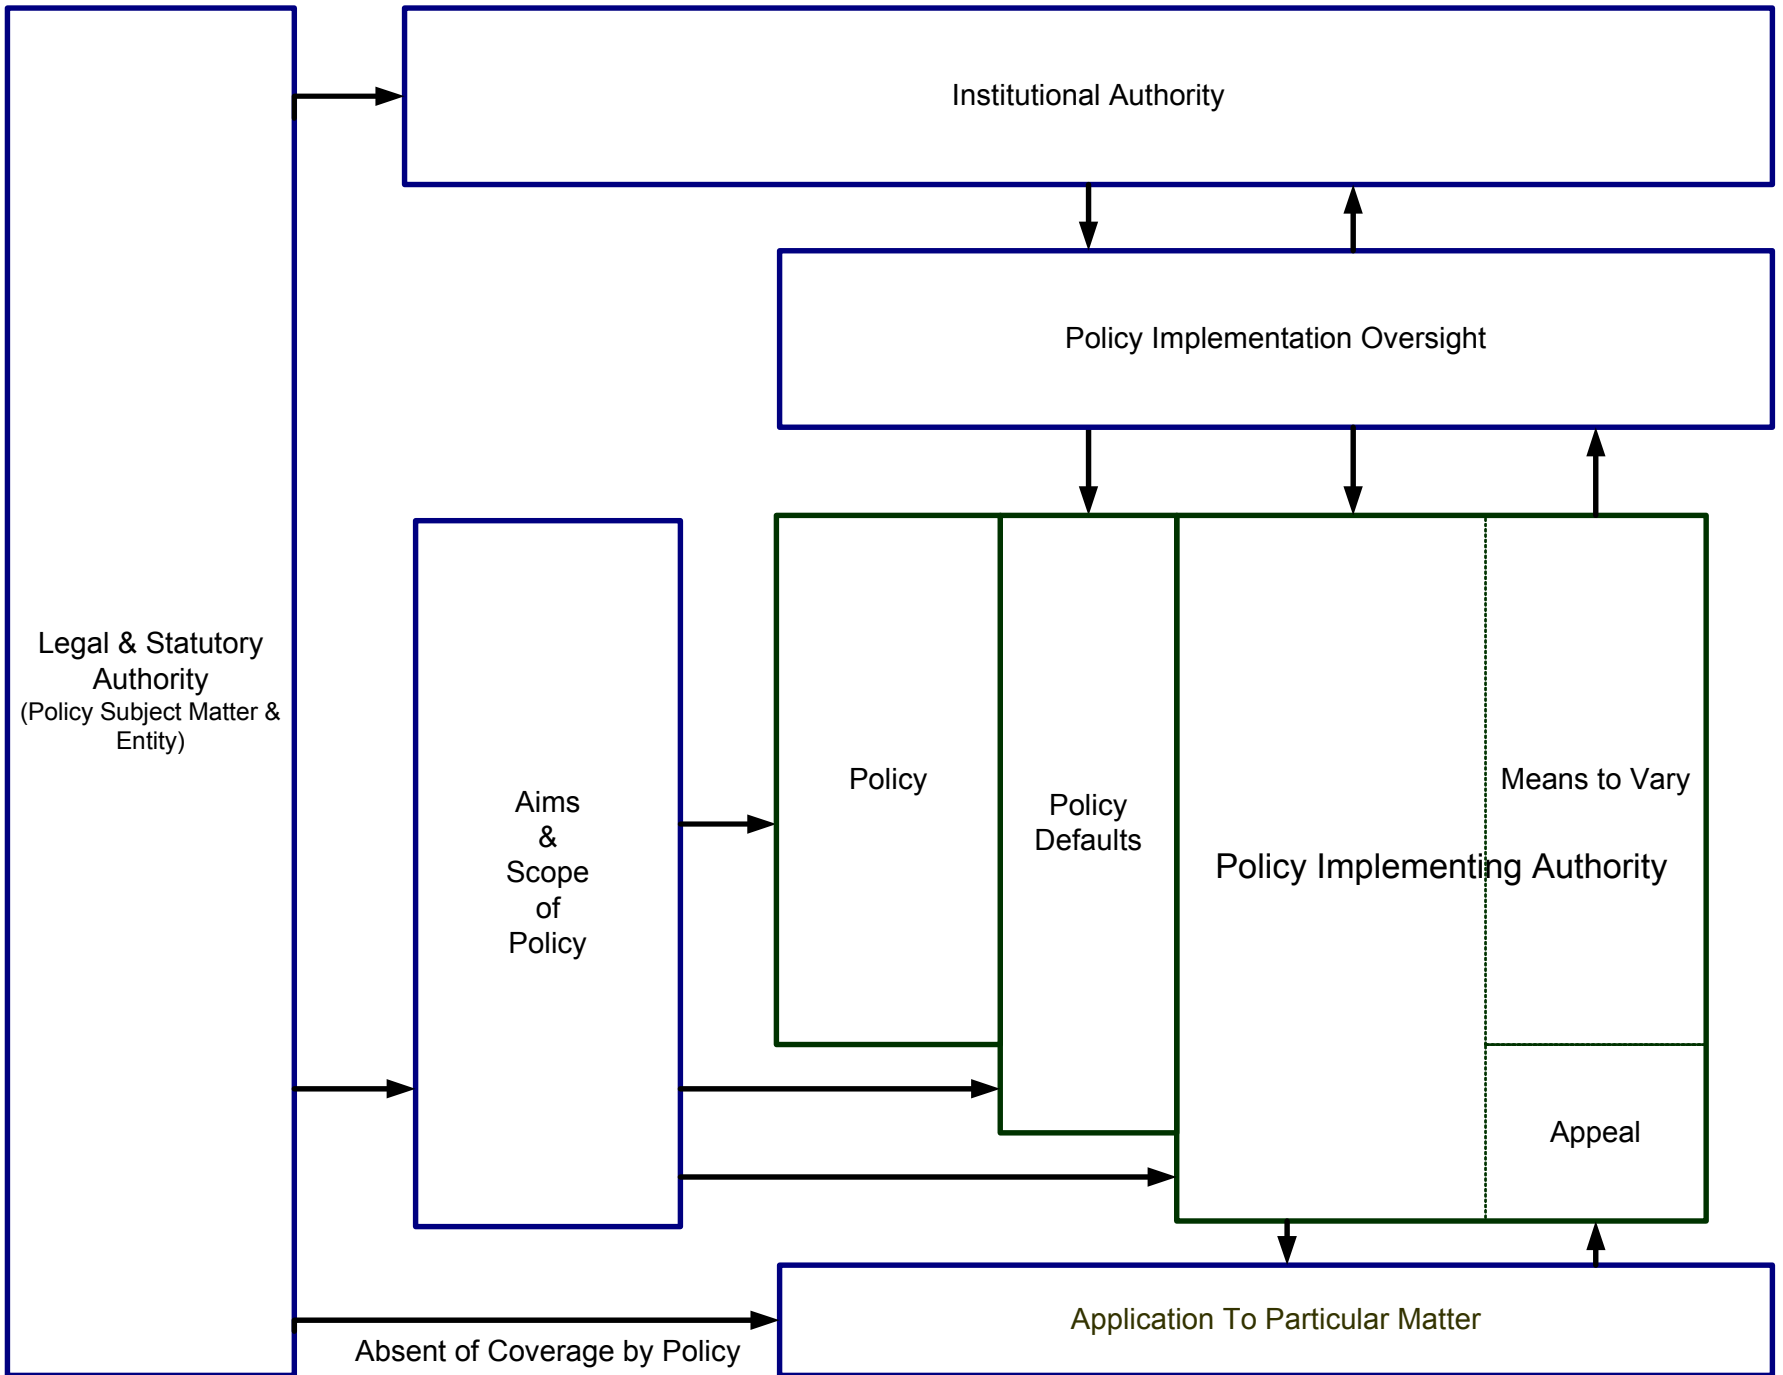 Institutional Authority
Policy Implementation Oversight
Legal & Statutory
Authority
(Policy Subject Matter &
Entity)
Aims
&
Scope
of
Policy
Policy
Policy
Defaults
Means to Vary
Policy Implementing Authority
Appeal
Application To Particular Matter
Absent of Coverage by Policy